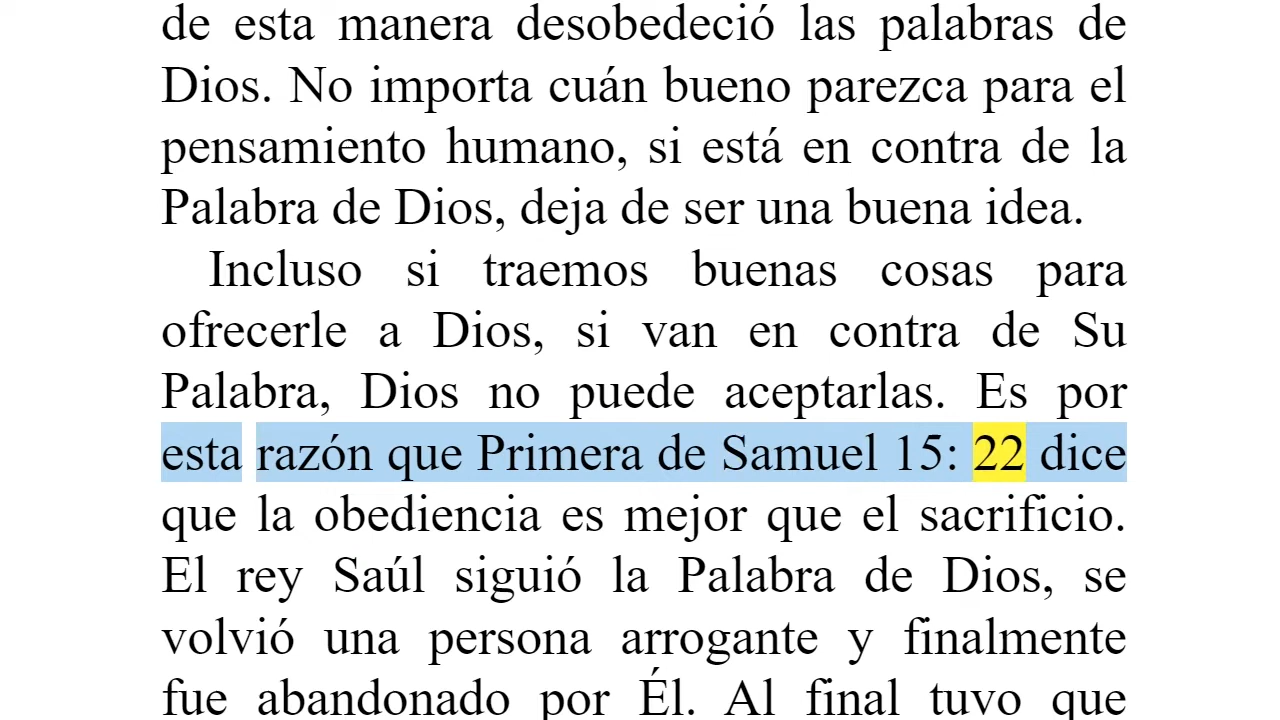 de esta manera desobedeció las palabras de
Dios. No importa cuán bueno parezca para el
pensamiento humano, si está en contra de la
Palabra de Dios, deja de ser una buena idea.
Incluso si traemos buenas cosas para
ofrecerle a Dios, si van en contra de Su
Palabra, Dios no puede aceptarlas. Es por
esta razón que Primera de Samuel 15: 22 dice
que la obediencia es mejor que el sacrificio.
El rey Saúl siguió la Palabra de Dios, se
volvió una persona arrogante y finalmente
fue abandonado por Él. Al final tuvo que